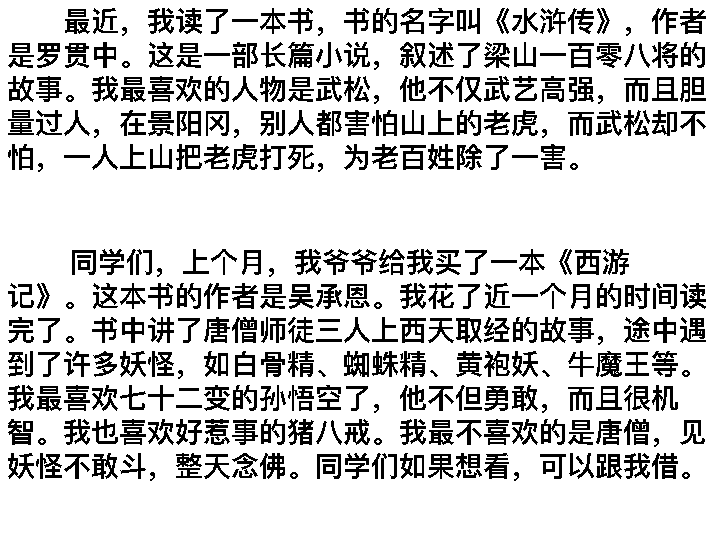 最近，我读了一本书，书的名字叫《水浒传》，作者
是罗贯中。这是一部长篇小说，叙述了梁山一百零八将的
故事。我最喜欢的人物是武松，他不仅武艺高强，而且胆
量过人，在景阳冈，别人都害怕山上的老虎，而武松却不
怕，一人上山把老虎打死，为老百姓除了一害。
同学们，上个月，我爷爷给我买了一本《西游
记》。这本书的作者是吴承恩。我花了近一个月的时间读
完了。书中讲了唐僧师徒三人上西天取经的故事，途中遇
到了许多妖怪，如白骨精、蜘蛛精、黄袍妖、牛魔王等。
我最喜欢七十二变的孙悟空了，他不但勇敢，而且很机
智。我也喜欢好惹事的猪八戒。我最不喜欢的是唐僧，见
妖怪不敢斗，整天念佛。同学们如果想看，可以跟我借。